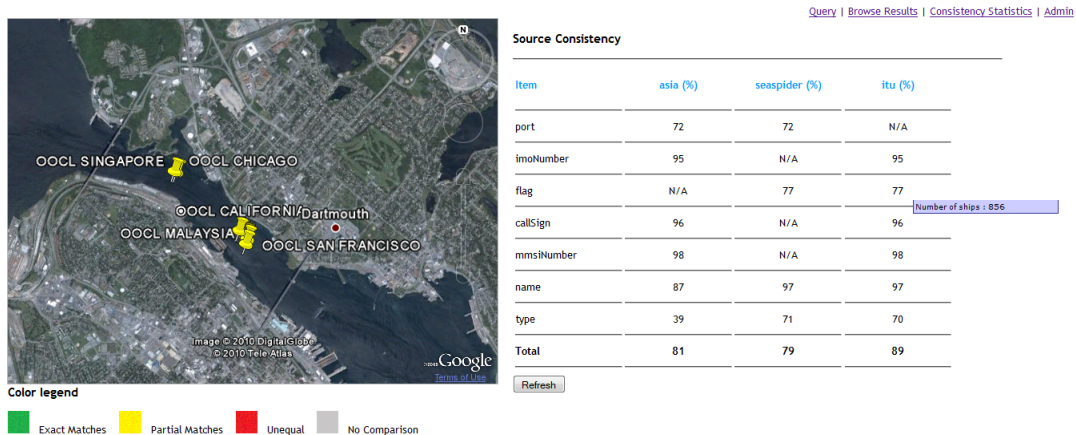 Query | Browse Results | Consistency Statistics | Admin
N
OOCL SINGAPORE OOCL CHICAGO
OOCL CALIFORNIA Dartmouth
OOCL MALAYSIA
OOCL SAN FRANCISCO
Image © 2010 DigitalGlobe
© 2010 Tele Atlas
Google
Terms of Use
Color legend
Exact Matches Partial Matches Unequal No Comparison
Source Consistency
Item asia (%) seaspider (%) itu (%)
port 72 72 N/A
imoNumber 95 N/A 95
flag N/A 77 77
Number of ships : 856
callSign 96 N/A 96
mmsiNumber 98 N/A 98
name 87 97 97
type 39 71 70
Total 81 79 89
Refresh